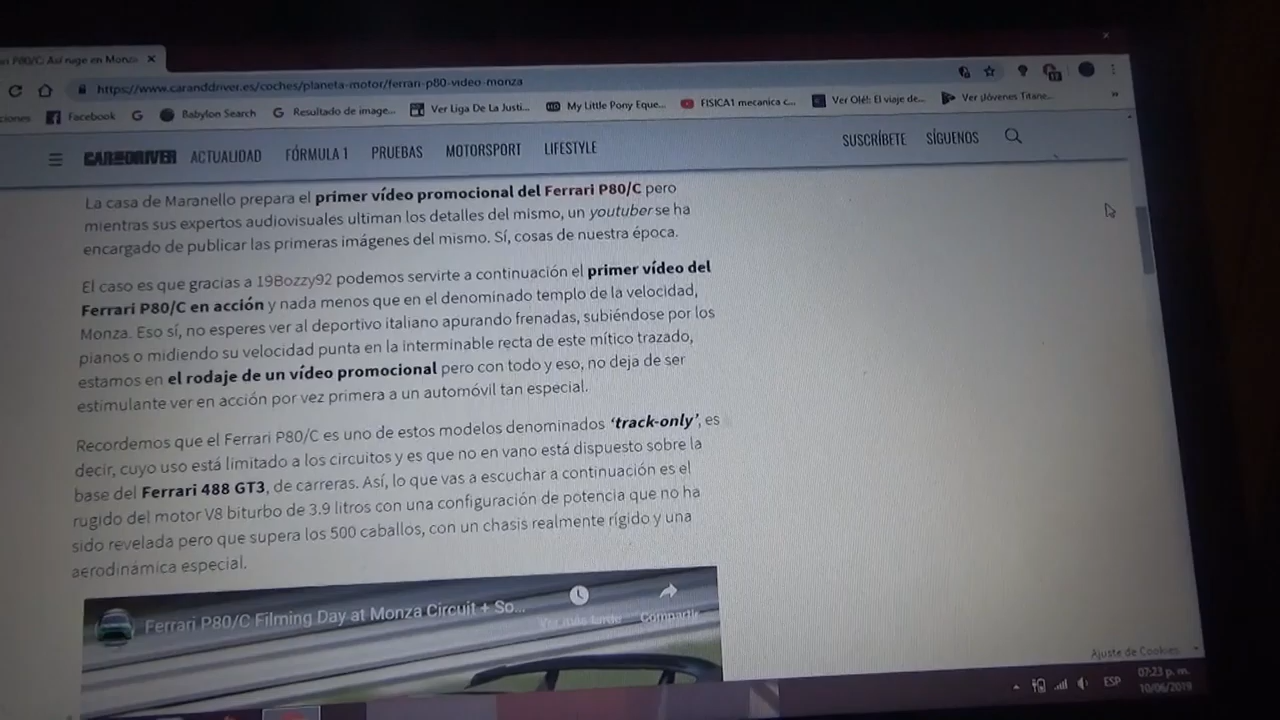 ari P80/C: Así ruge en Monza
https://www.caranddriver.es/coches/planeta-motor/ferrari-p80-video-monza
ciones Facebook Babylon Search Resultado de image... Ver Liga De La Justi... My Little Pony Eque... FISICA1 mecanica c... Ver Olé!: El viaje de... Ver ¡Jóvenes Titane... »
CAR AND DRIVER ACTUALIDAD FÓRMULA 1 PRUEBAS MOTORSPORT LIFESTYLE SUSCRÍBETE SÍGUENOS
La casa de Maranello prepara el primer vídeo promocional del Ferrari P80/C pero
mientras sus expertos audiovisuales ultiman los detalles del mismo, un youtuber se ha
encargado de publicar las primeras imágenes del mismo. Sí, cosas de nuestra época.
El caso es que gracias a 19Bozzy92 podemos servirte a continuación el primer vídeo del
Ferrari P80/C en acción y nada menos que en el denominado templo de la velocidad,
Monza. Eso sí, no esperes ver al deportivo italiano apurando frenadas, subiéndose por los
pianos o midiendo su velocidad punta en la interminable recta de este mítico trazado,
estamos en el rodaje de un vídeo promocional pero con todo y eso, no deja de ser
estimulante ver en acción por vez primera a un automóvil tan especial.
Recordemos que el Ferrari P80/C es uno de estos modelos denominados ‘track-only’, es
decir, cuyo uso está limitado a los circuitos y es que no en vano está dispuesto sobre la
base del Ferrari 488 GT3, de carreras. Así, lo que vas a escuchar a continuación es el
rugido del motor V8 biturbo de 3.9 litros con una configuración de potencia que no ha
sido revelada pero que supera los 500 caballos, con un chasis realmente rígido y una
aerodinámica especial.
Ferrari P80/C Filming Day at Monza Circuit + So...
Ver más tarde Compartir
Ajuste de Cookies
ESP 07:23 p. m.
10/06/2019